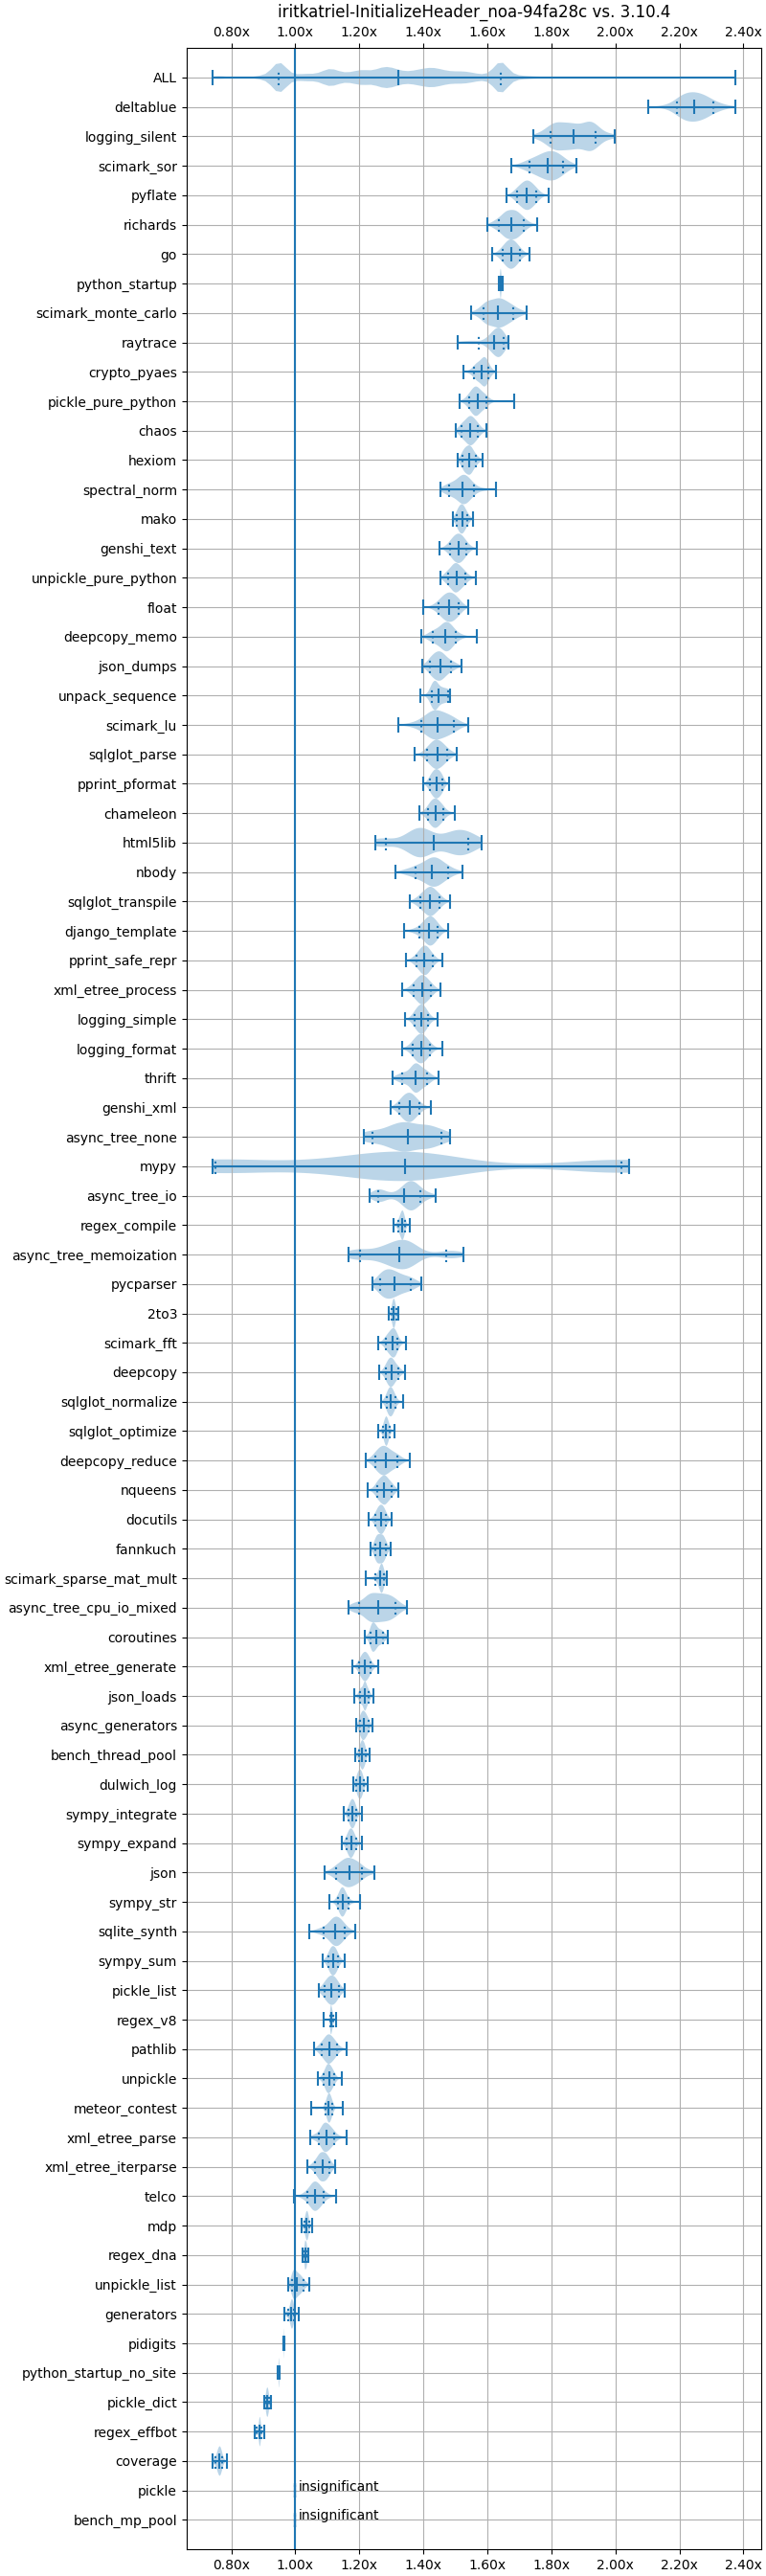 iritkatriel-InitializeHeader_noa-94fa28c vs. 3.10.4
0.80x 1.00x 1.20x 1.40x 1.60x 1.80x 2.00x 2.20x 2.40x
ALL
deltablue
logging_silent
scimark_sor
pyflate
richards
go
python_startup
scimark_monte_carlo
raytrace
crypto_pyaes
pickle_pure_python
chaos
hexiom
spectral_norm
mako
genshi_text
unpickle_pure_python
float
deepcopy_memo
json_dumps
unpack_sequence
scimark_lu
sqlglot_parse
pprint_pformat
chameleon
html5lib
nbody
sqlglot_transpile
django_template
pprint_safe_repr
xml_etree_process
logging_simple
logging_format
thrift
genshi_xml
async_tree_none
mypy
async_tree_io
regex_compile
async_tree_memoization
pycparser
2to3
scimark_fft
deepcopy
sqlglot_normalize
sqlglot_optimize
deepcopy_reduce
nqueens
docutils
fannkuch
scimark_sparse_mat_mult
async_tree_cpu_io_mixed
coroutines
xml_etree_generate
json_loads
async_generators
bench_thread_pool
dulwich_log
sympy_integrate
sympy_expand
json
sympy_str
sqlite_synth
sympy_sum
pickle_list
regex_v8
pathlib
unpickle
meteor_contest
xml_etree_parse
xml_etree_iterparse
telco
mdp
regex_dna
unpickle_list
generators
pidigits
python_startup_no_site
pickle_dict
regex_effbot
coverage
pickle insignificant
bench_mp_pool insignificant
0.80x 1.00x 1.20x 1.40x 1.60x 1.80x 2.00x 2.20x 2.40x